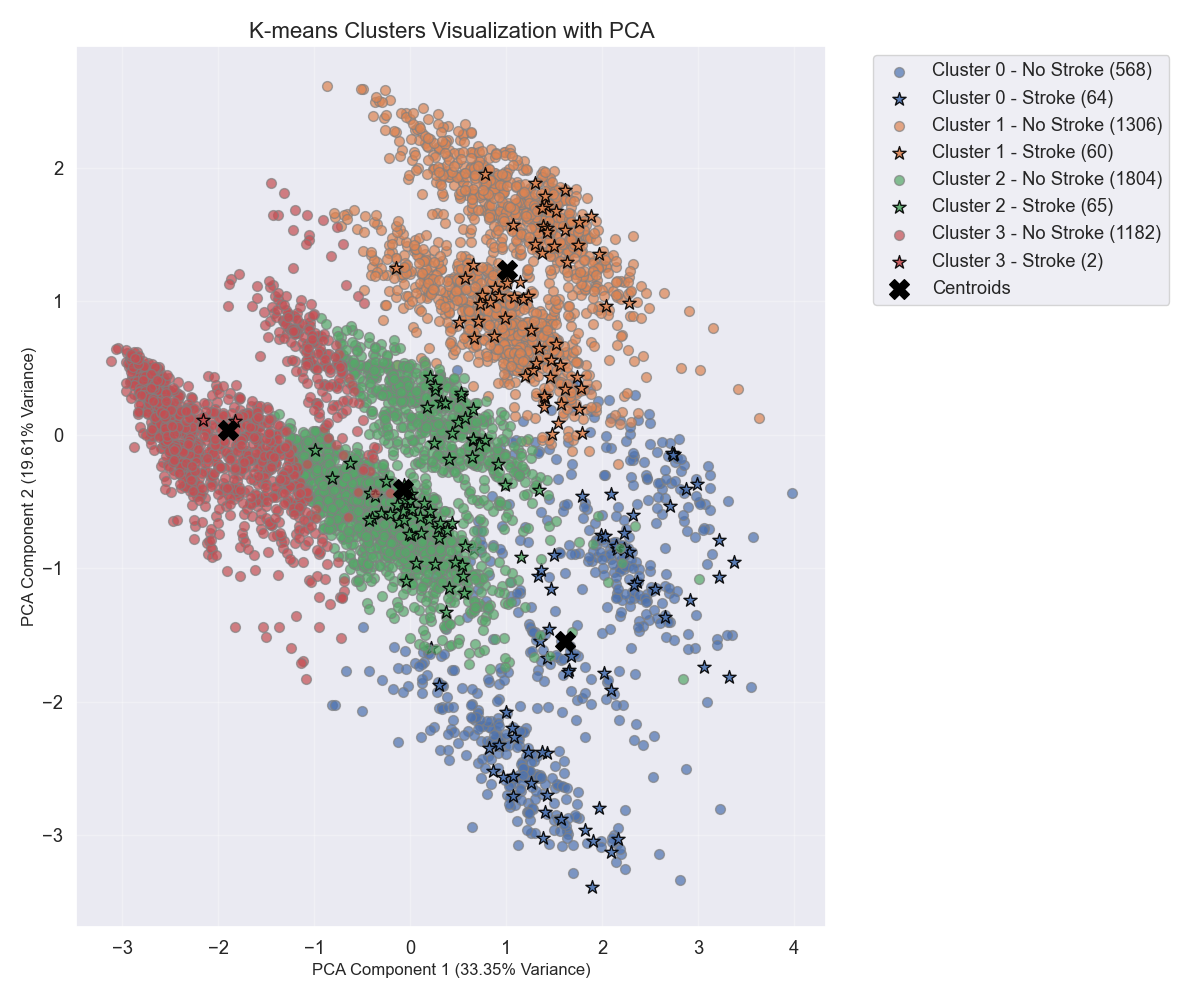 K-means Clusters Visualization with PCA
Cluster 0 - No Stroke (568)
Cluster 0 - Stroke (64)
Cluster 1 - No Stroke (1306)
Cluster 1 - Stroke (60)
Cluster 2 - No Stroke (1804)
Cluster 2 - Stroke (65)
Cluster 3 - No Stroke (1182)
Cluster 3 - Stroke (2)
Centroids
PCA Component 2 (19.61% Variance)
2
1
0
−1
−2
−3
−3 −2 −1 0 1 2 3 4
PCA Component 1 (33.35% Variance)